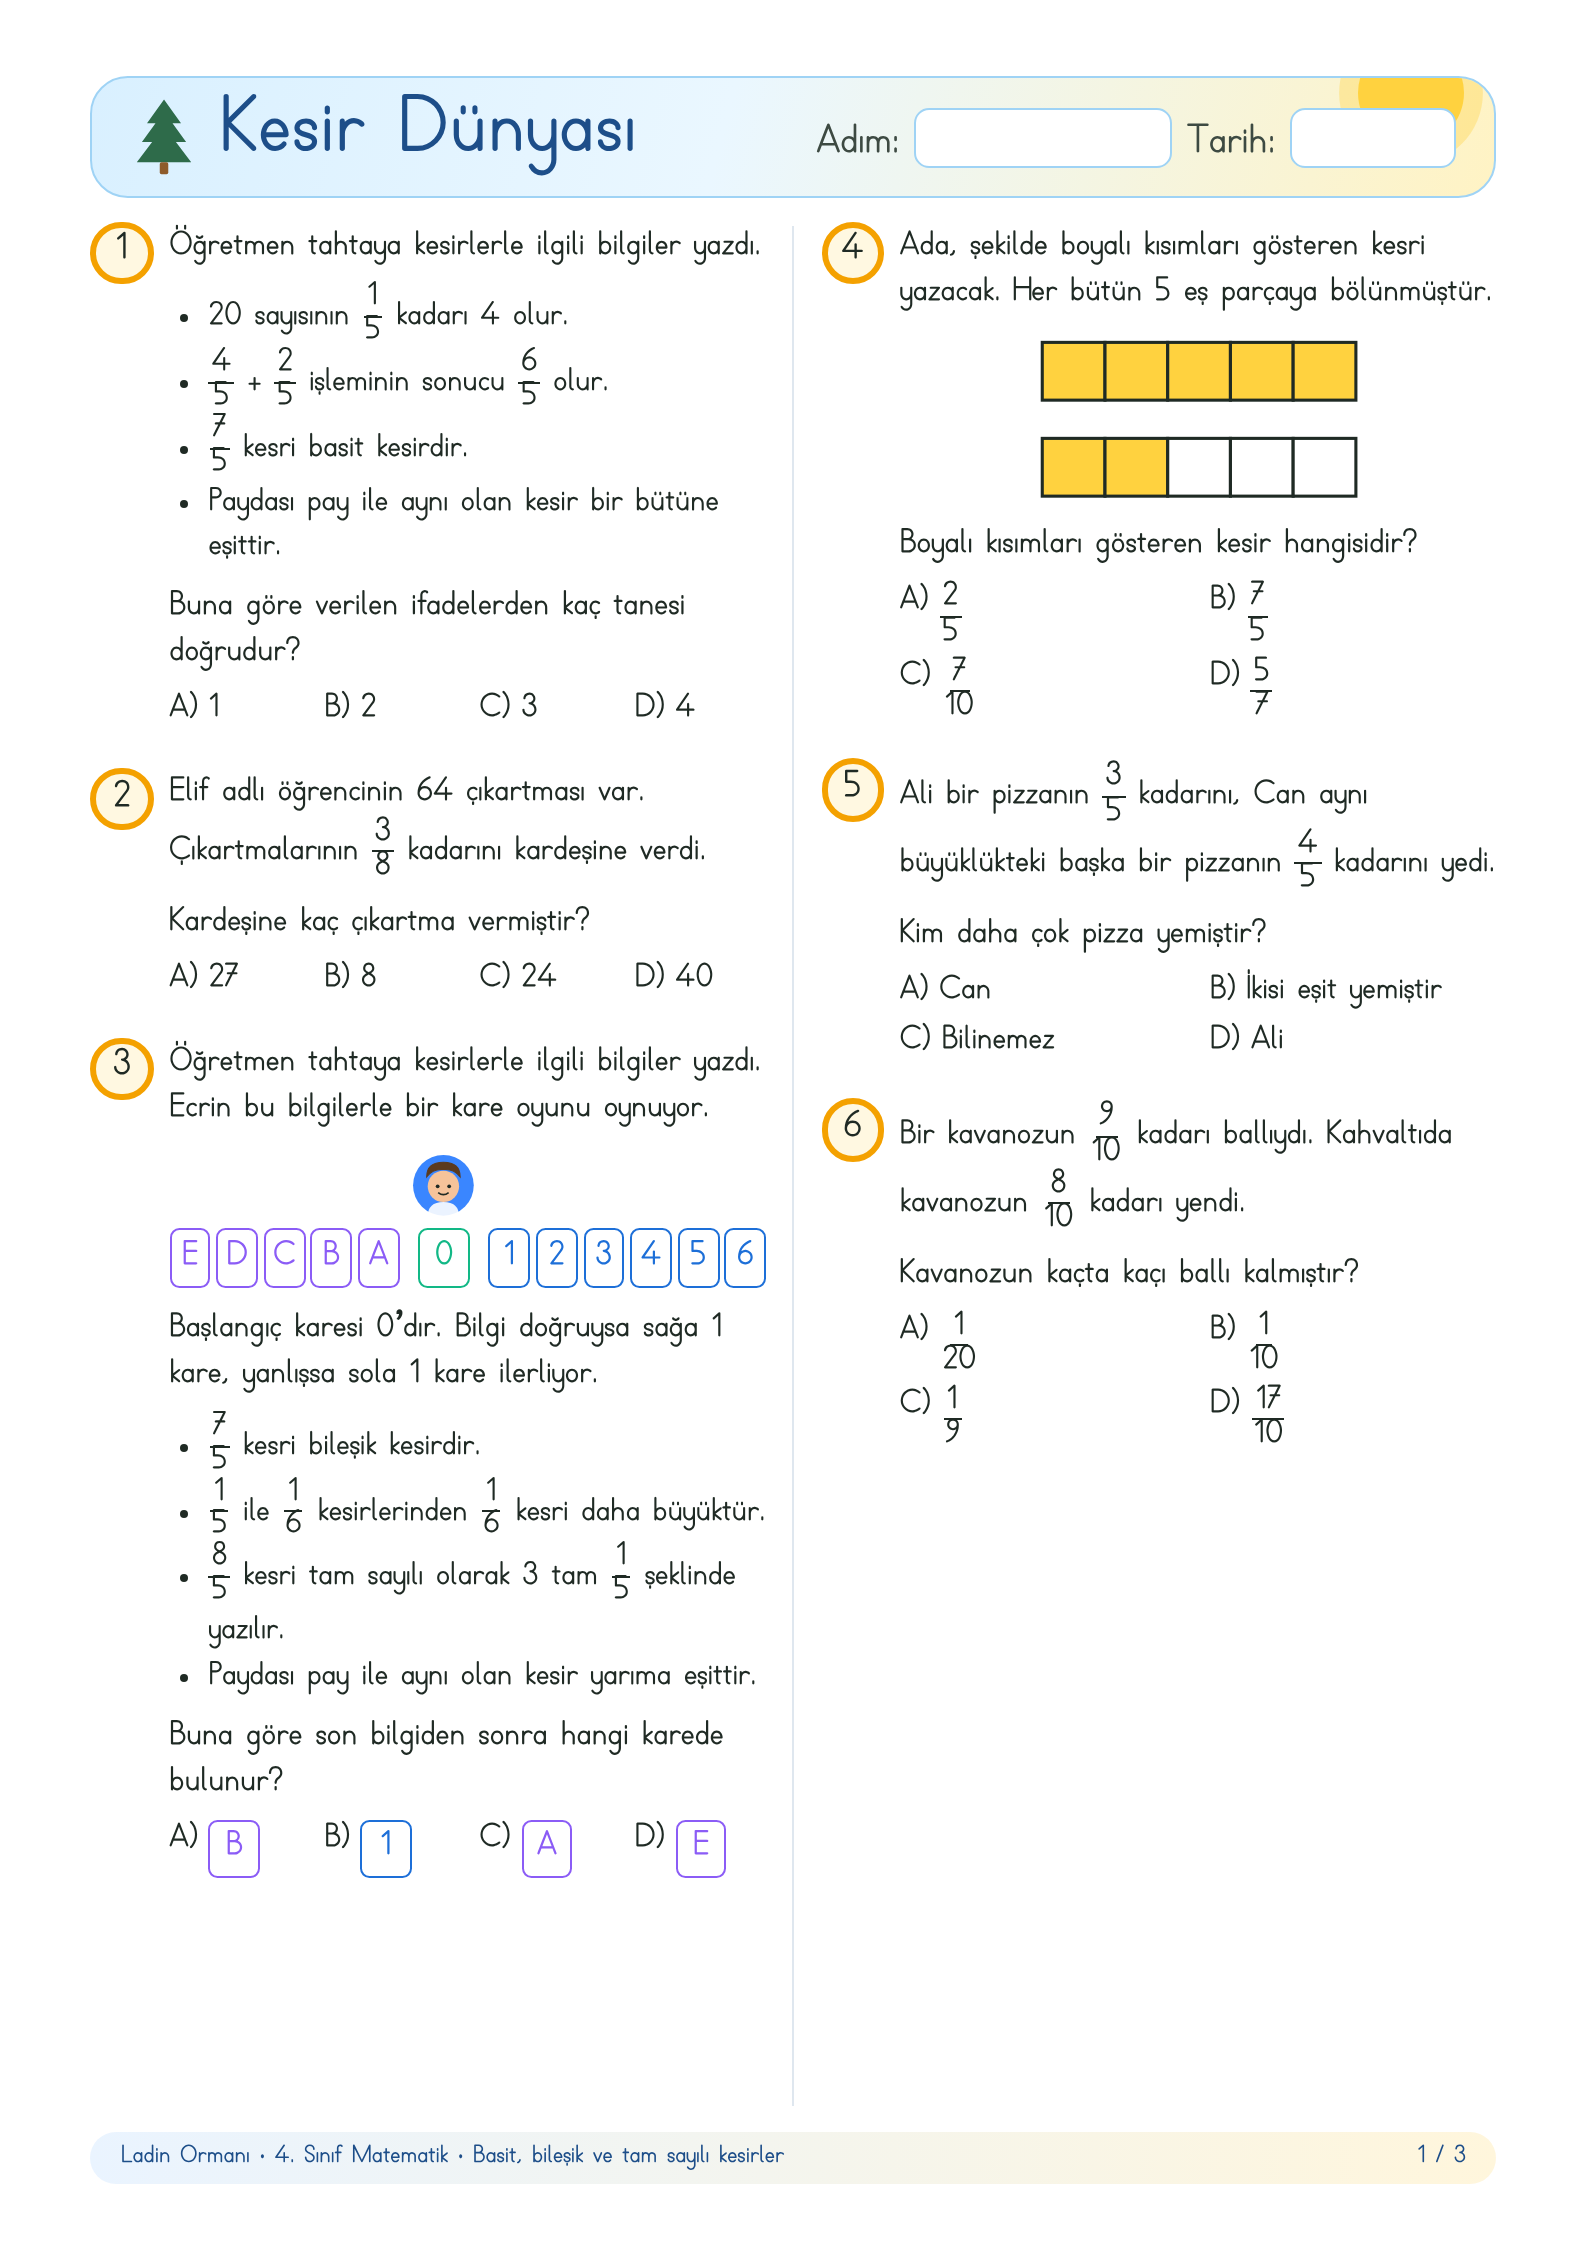 Kesir Dünyası
Adım:
Tarih:
1
Öğretmen tahtaya kesirlerle ilgili bilgiler yazdı.
• 20 sayısının 1/5 kadarı 4 olur.
• 4/5 + 2/5 işleminin sonucu 6/5 olur.
• 7/5 kesri basit kesirdir.
• Paydası pay ile aynı olan kesir bir bütüne
eşittir.
Buna göre verilen ifadelerden kaç tanesi
doğrudur?
A) 1 B) 2 C) 3 D) 4
2
Elif adlı öğrencinin 64 çıkartması var.
Çıkartmalarının 3/8 kadarını kardeşine verdi.
Kardeşine kaç çıkartma vermiştir?
A) 27 B) 8 C) 24 D) 40
3
Öğretmen tahtaya kesirlerle ilgili bilgiler yazdı.
Ecrin bu bilgilerle bir kare oyunu oynuyor.
E D C B A 0 1 2 3 4 5 6
Başlangıç karesi 0’dır. Bilgi doğruysa sağa 1
kare, yanlışsa sola 1 kare ilerliyor.
• 7/5 kesri bileşik kesirdir.
• 1/5 ile 1/6 kesirlerinden 1/6 kesri daha büyüktür.
• 8/5 kesri tam sayılı olarak 3 tam 1/5 şeklinde
yazılır.
• Paydası pay ile aynı olan kesir yarıma eşittir.
Buna göre son bilgiden sonra hangi karede
bulunur?
A) B B) 1 C) A D) E
4
Ada, şekilde boyalı kısımları gösteren kesri
yazacak. Her bütün 5 eş parçaya bölünmüştür.
Boyalı kısımları gösteren kesir hangisidir?
A) 2/5 B) 7/5
C) 7/10 D) 5/7
5
Ali bir pizzanın 3/5 kadarını, Can aynı
büyüklükteki başka bir pizzanın 4/5 kadarını yedi.
Kim daha çok pizza yemiştir?
A) Can B) İkisi eşit yemiştir
C) Bilinemez D) Ali
6
Bir kavanozun 9/10 kadarı ballıydı. Kahvaltıda
kavanozun 8/10 kadarı yendi.
Kavanozun kaçta kaçı ballı kalmıştır?
A) 1/20 B) 1/10
C) 1/9 D) 17/10
Ladin Ormanı • 4. Sınıf Matematik • Basit, bileşik ve tam sayılı kesirler
1 / 3